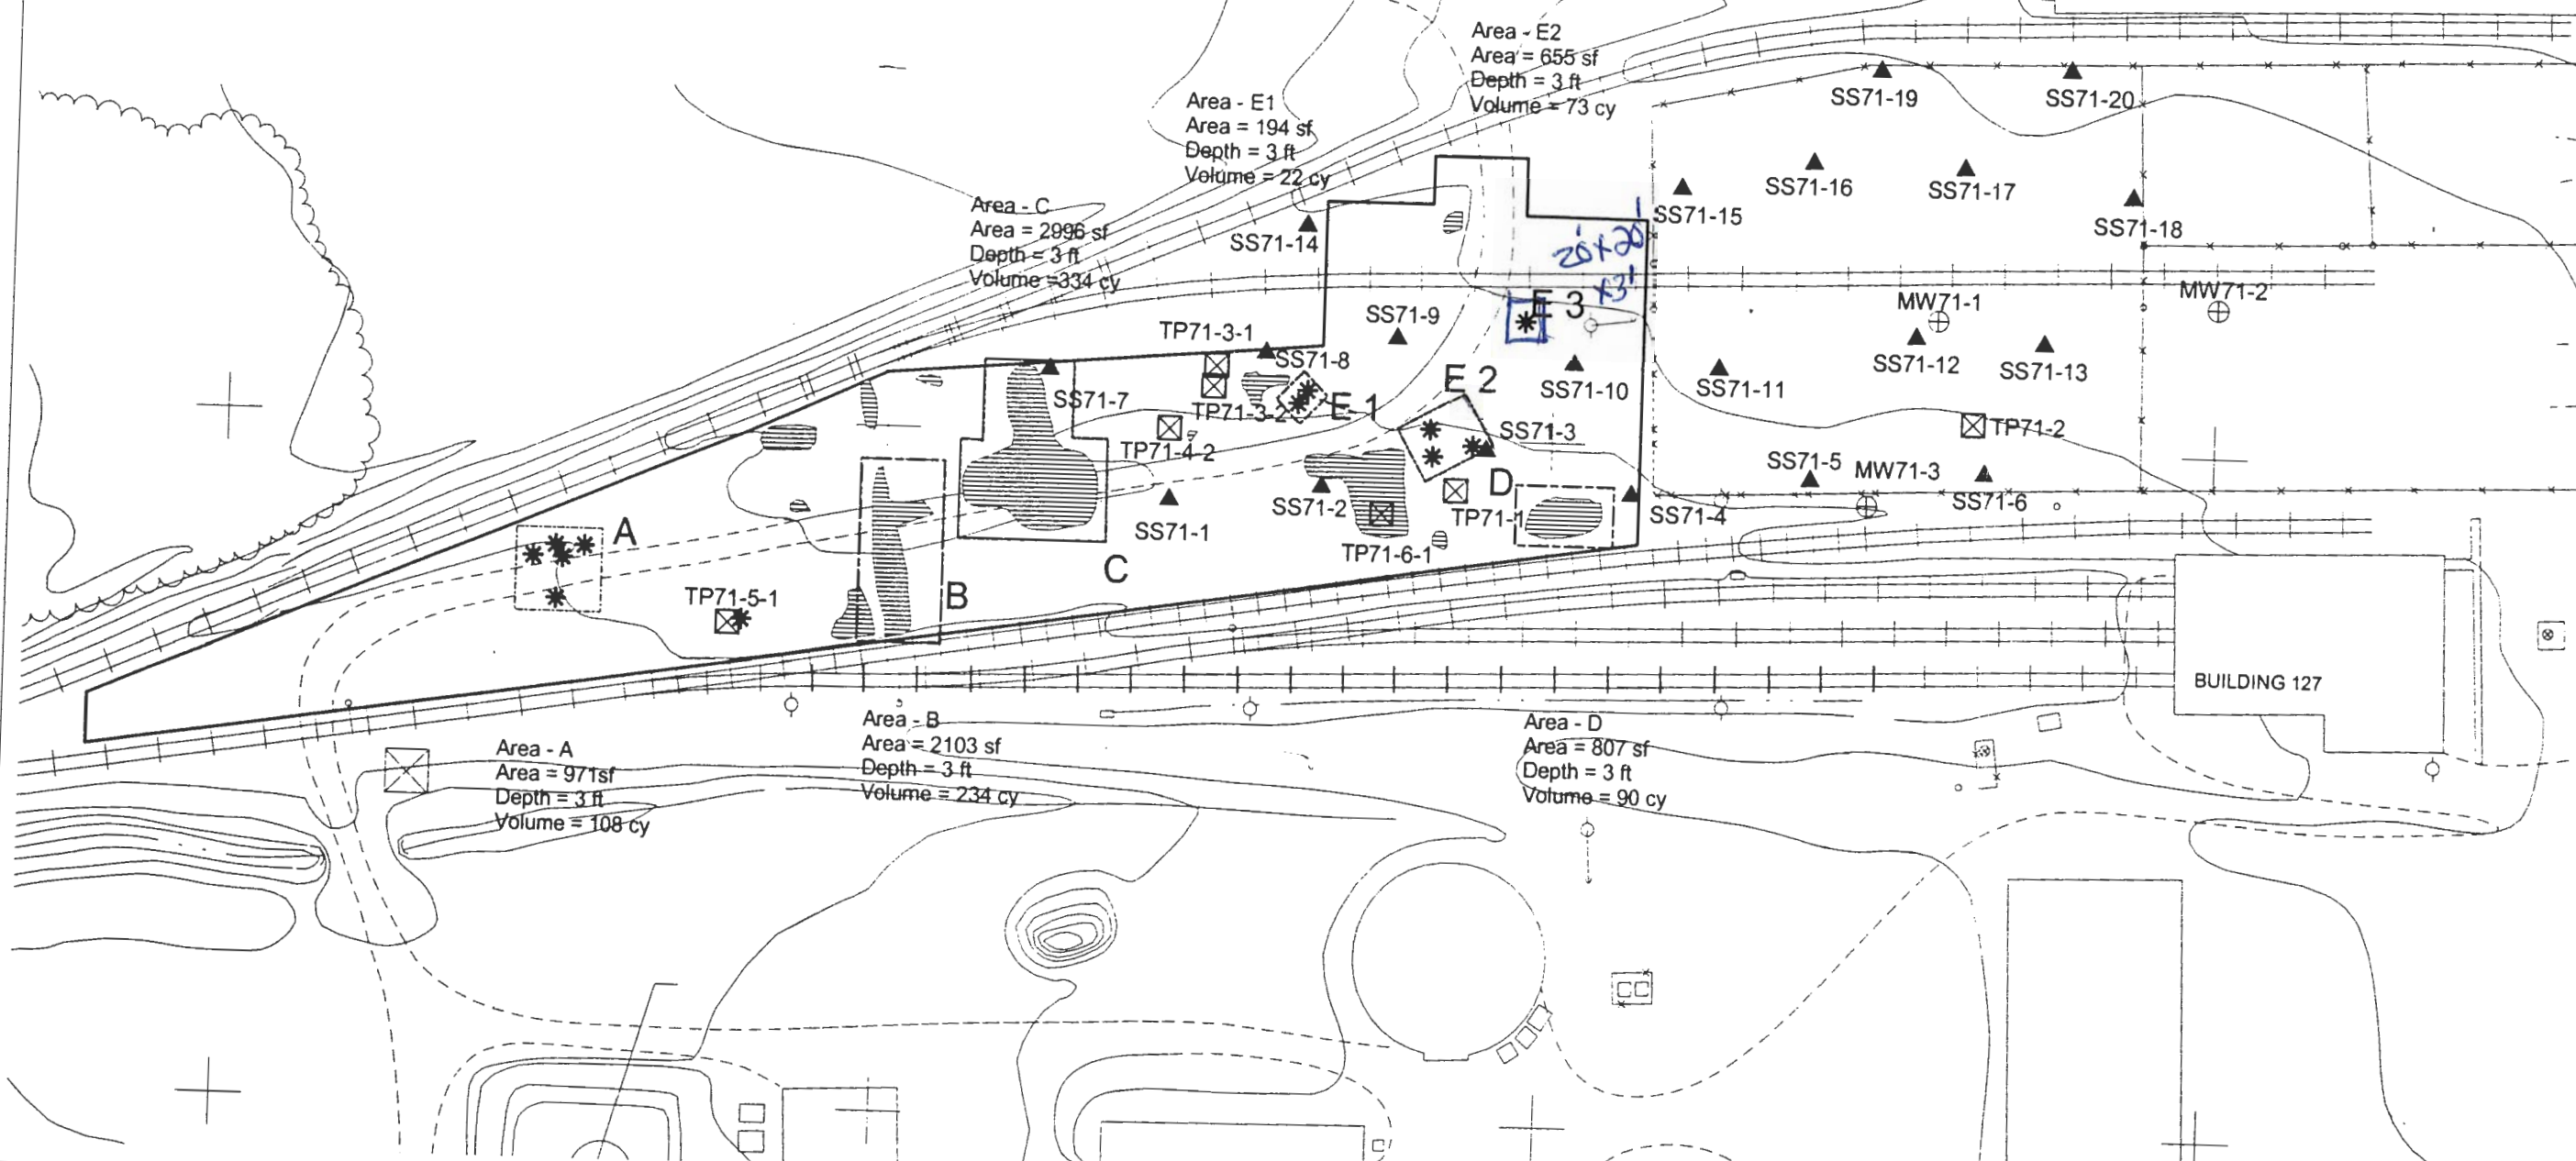 Area - E2
Area = 655 sf
Depth = 3 ft
Volume = 73 cy
Area - E1
Area = 194 sf
Depth = 3 ft
Volume = 22 cy
Area - C
Area = 2996 sf
Depth = 3 ft
Volume =334 cy
SS71-19
SS71-20
SS71-16
SS71-17
SS71-15
SS71-18
SS71-14
20'X20'
X3'
E 3
MW71-1
MW71-2
SS71-9
TP71-3-1
SS71-8
SS71-12
SS71-13
SS71-10
SS71-11
E 2
SS71-7
TP71-3-2
E 1
TP71-4-2
SS71-3
TP71-2
SS71-5
MW71-3
SS71-6
D
SS71-2
TP71-1
SS71-4
SS71-1
A
TP71-6-1
C
TP71-5-1
B
BUILDING 127
Area - A
Area = 971sf
Depth = 3 ft
Volume = 108 cy
Area - B
Area = 2103 sf
Depth = 3 ft
Volume = 234 cy
Area - D
Area = 807 sf
Depth = 3 ft
Volume = 90 cy